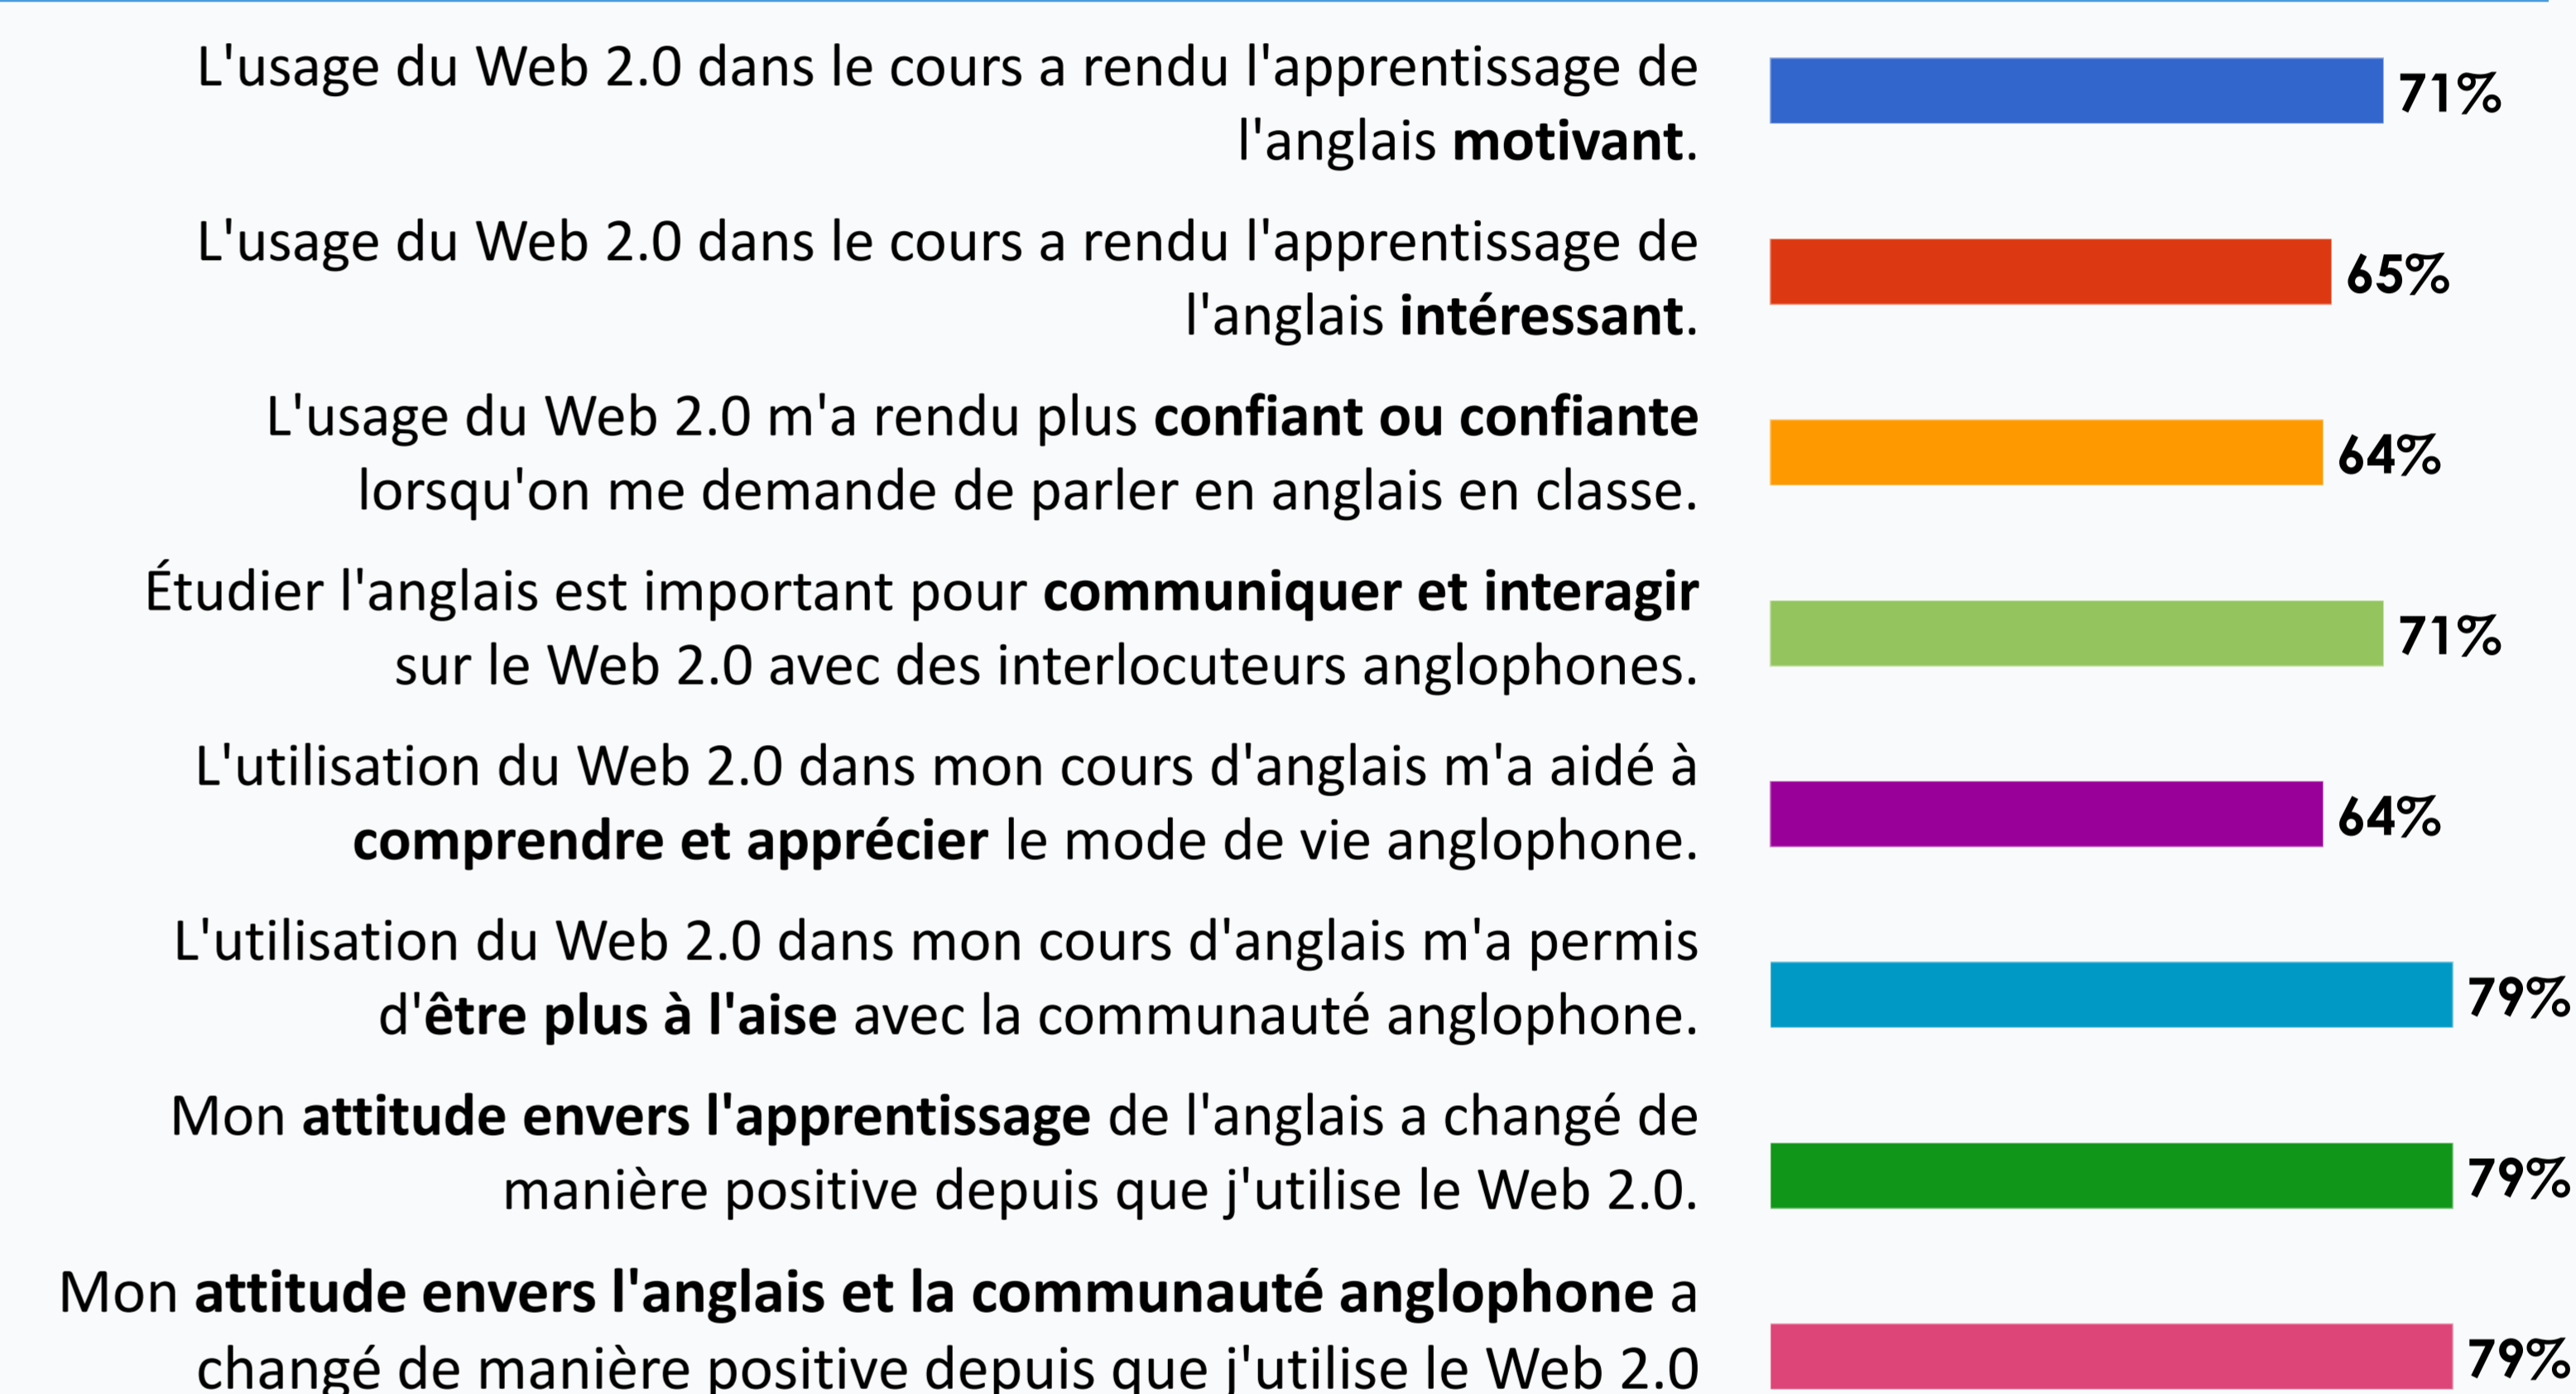 L'usage du Web 2.0 dans le cours a rendu l'apprentissage de
l'anglais motivant.
71%
L'usage du Web 2.0 dans le cours a rendu l'apprentissage de
l'anglais intéressant.
65%
L'usage du Web 2.0 m'a rendu plus confiant ou confiante
lorsqu'on me demande de parler en anglais en classe.
64%
Étudier l'anglais est important pour communiquer et interagir
sur le Web 2.0 avec des interlocuteurs anglophones.
71%
L'utilisation du Web 2.0 dans mon cours d'anglais m'a aidé à
comprendre et apprécier le mode de vie anglophone.
64%
L'utilisation du Web 2.0 dans mon cours d'anglais m'a permis
d'être plus à l'aise avec la communauté anglophone.
79%
Mon attitude envers l'apprentissage de l'anglais a changé de
manière positive depuis que j'utilise le Web 2.0.
79%
Mon attitude envers l'anglais et la communauté anglophone a
changé de manière positive depuis que j'utilise le Web 2.0
79%